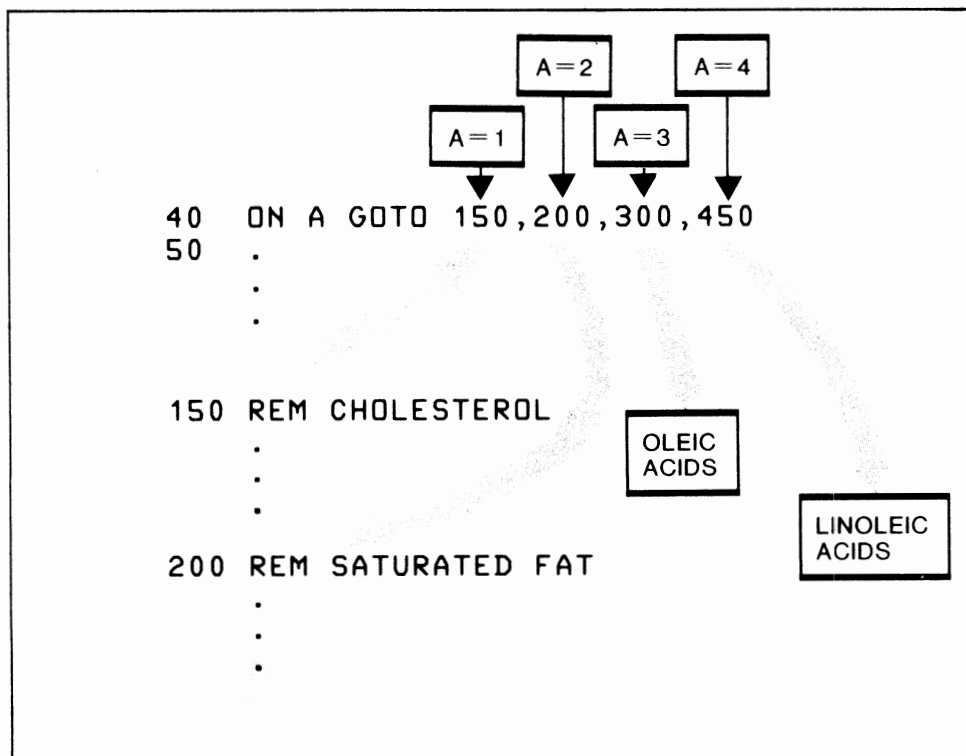 A=2
A=4
A=1
A=3
40 ON A GOTO 150,200,300,450
50 .
.
.
150 REM CHOLESTEROL
.
.
.
OLEIC
ACIDS
LINOLEIC
ACIDS
200 REM SATURATED FAT
.
.
.